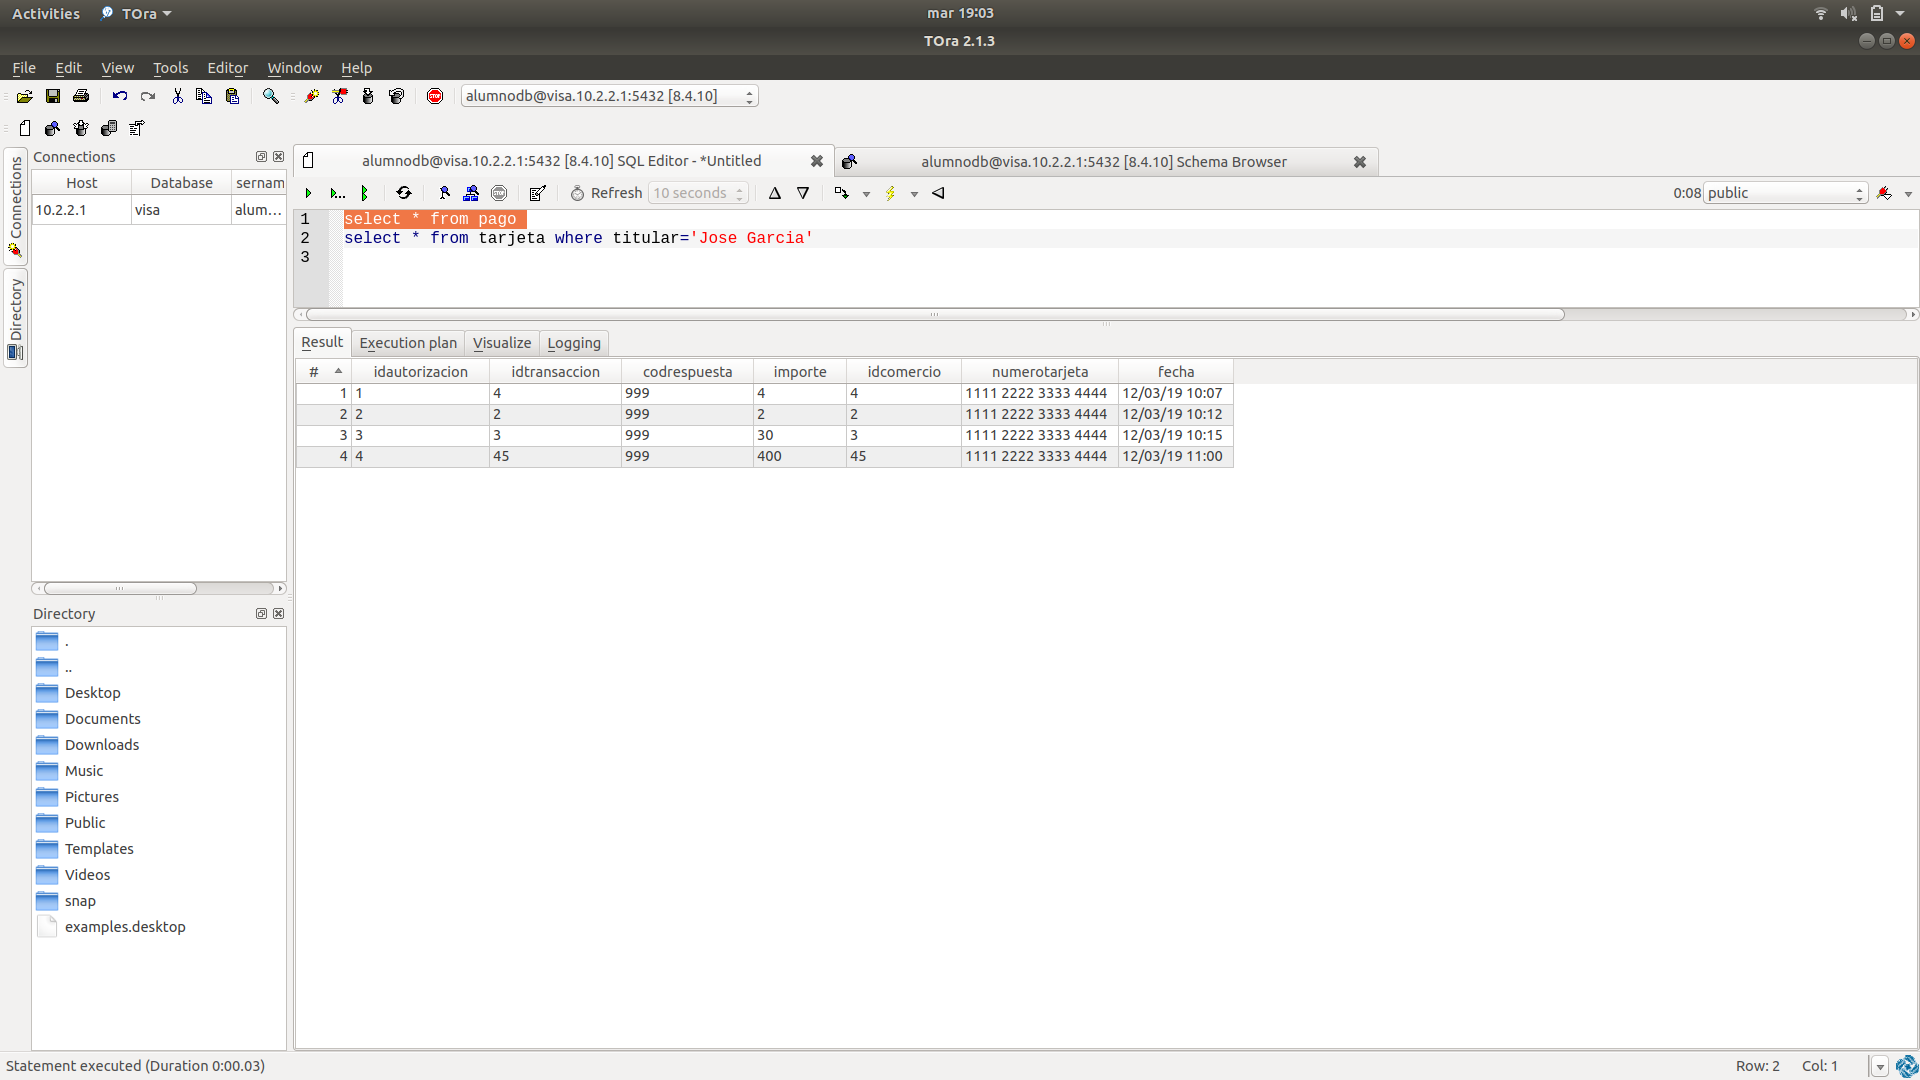 Activities TOra mar 19:03
TOra 2.1.3
File Edit View Tools Editor Window Help
STOP alumnodb@visa.10.2.2.1:5432 [8.4.10]
Connections
Directory
Connections
Host Database sernam
10.2.2.1 visa alum...
Directory
.
..
Desktop
Documents
Downloads
Music
Pictures
Public
Templates
Videos
snap
examples.desktop
alumnodb@visa.10.2.2.1:5432 [8.4.10] SQL Editor - *Untitled
alumnodb@visa.10.2.2.1:5432 [8.4.10] Schema Browser
Refresh 10 seconds 0:08 public
1 select * from pago
2 select * from tarjeta where titular='Jose Garcia'
3
Result Execution plan Visualize Logging
# idautorizacion idtransaccion codrespuesta importe idcomercio numerotarjeta fecha
1 1 4 999 4 4 1111 2222 3333 4444 12/03/19 10:07
2 2 2 999 2 2 1111 2222 3333 4444 12/03/19 10:12
3 3 3 999 30 3 1111 2222 3333 4444 12/03/19 10:15
4 4 45 999 400 45 1111 2222 3333 4444 12/03/19 11:00
Statement executed (Duration 0:00.03) Row: 2 Col: 1